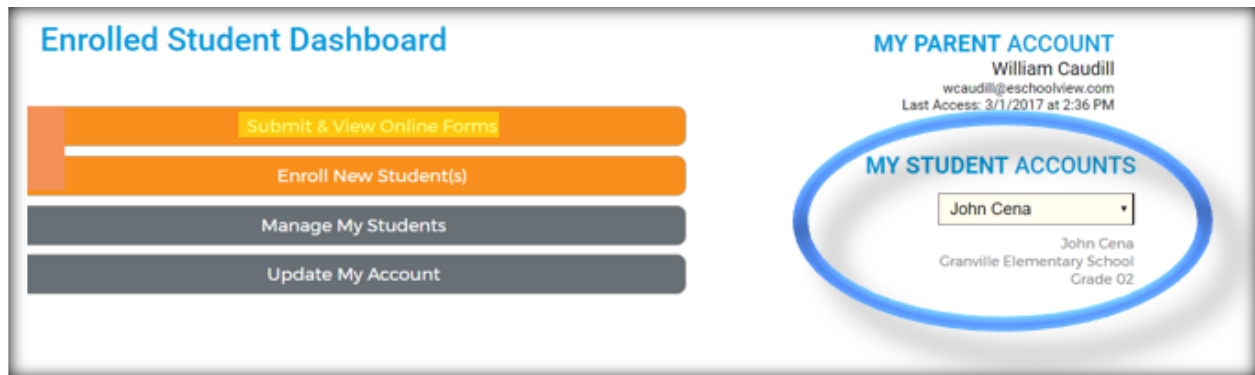 Enrolled Student Dashboard
Submit & View Online Forms
Enroll New Student(s)
Manage My Students
Update My Account
MY PARENT ACCOUNT
William Caudill
wcaudill@eschoolview.com
Last Access: 3/1/2017 at 2:36 PM
MY STUDENT ACCOUNTS
John Cena
John Cena
Granville Elementary School
Grade 02